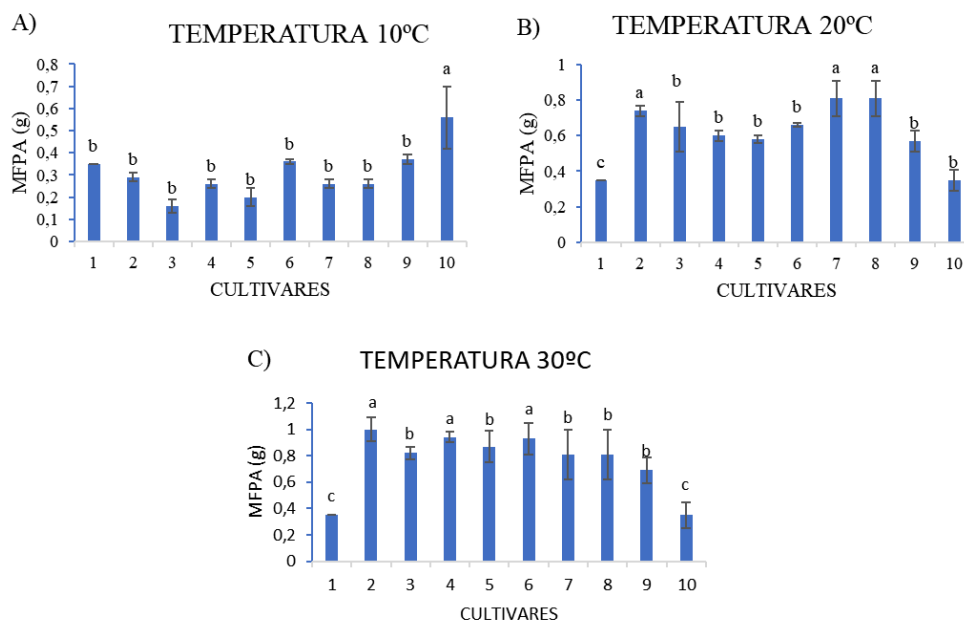 A)
TEMPERATURA 10ºC
MFPA (g)
0,8
0,7
0,6
0,5
0,4
0,3
0,2
0,1
0
b b b b b b b b b a
1 2 3 4 5 6 7 8 9 10
CULTIVARES
B)
TEMPERATURA 20ºC
MFPA (g)
1
0,8
0,6
0,4
0,2
0
c a b b b b a a b b
1 2 3 4 5 6 7 8 9 10
CULTIVARES
C)
TEMPERATURA 30ºC
MFPA (g)
1,2
1
0,8
0,6
0,4
0,2
0
c a b a b a b b b c
1 2 3 4 5 6 7 8 9 10
CULTIVARES